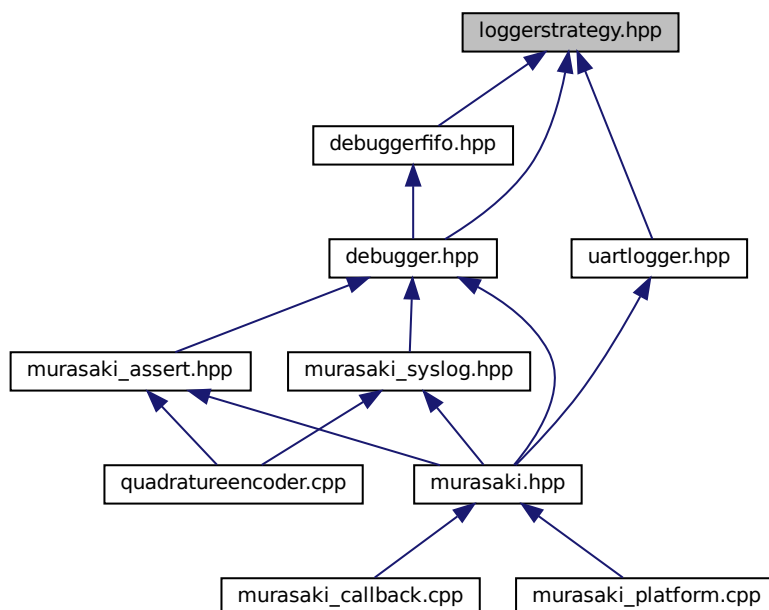 loggerstrategy.hpp
debuggerfifo.hpp
debugger.hpp
uartlogger.hpp
murasaki_assert.hpp
murasaki_syslog.hpp
quadratureencoder.cpp
murasaki.hpp
murasaki_callback.cpp
murasaki_platform.cpp